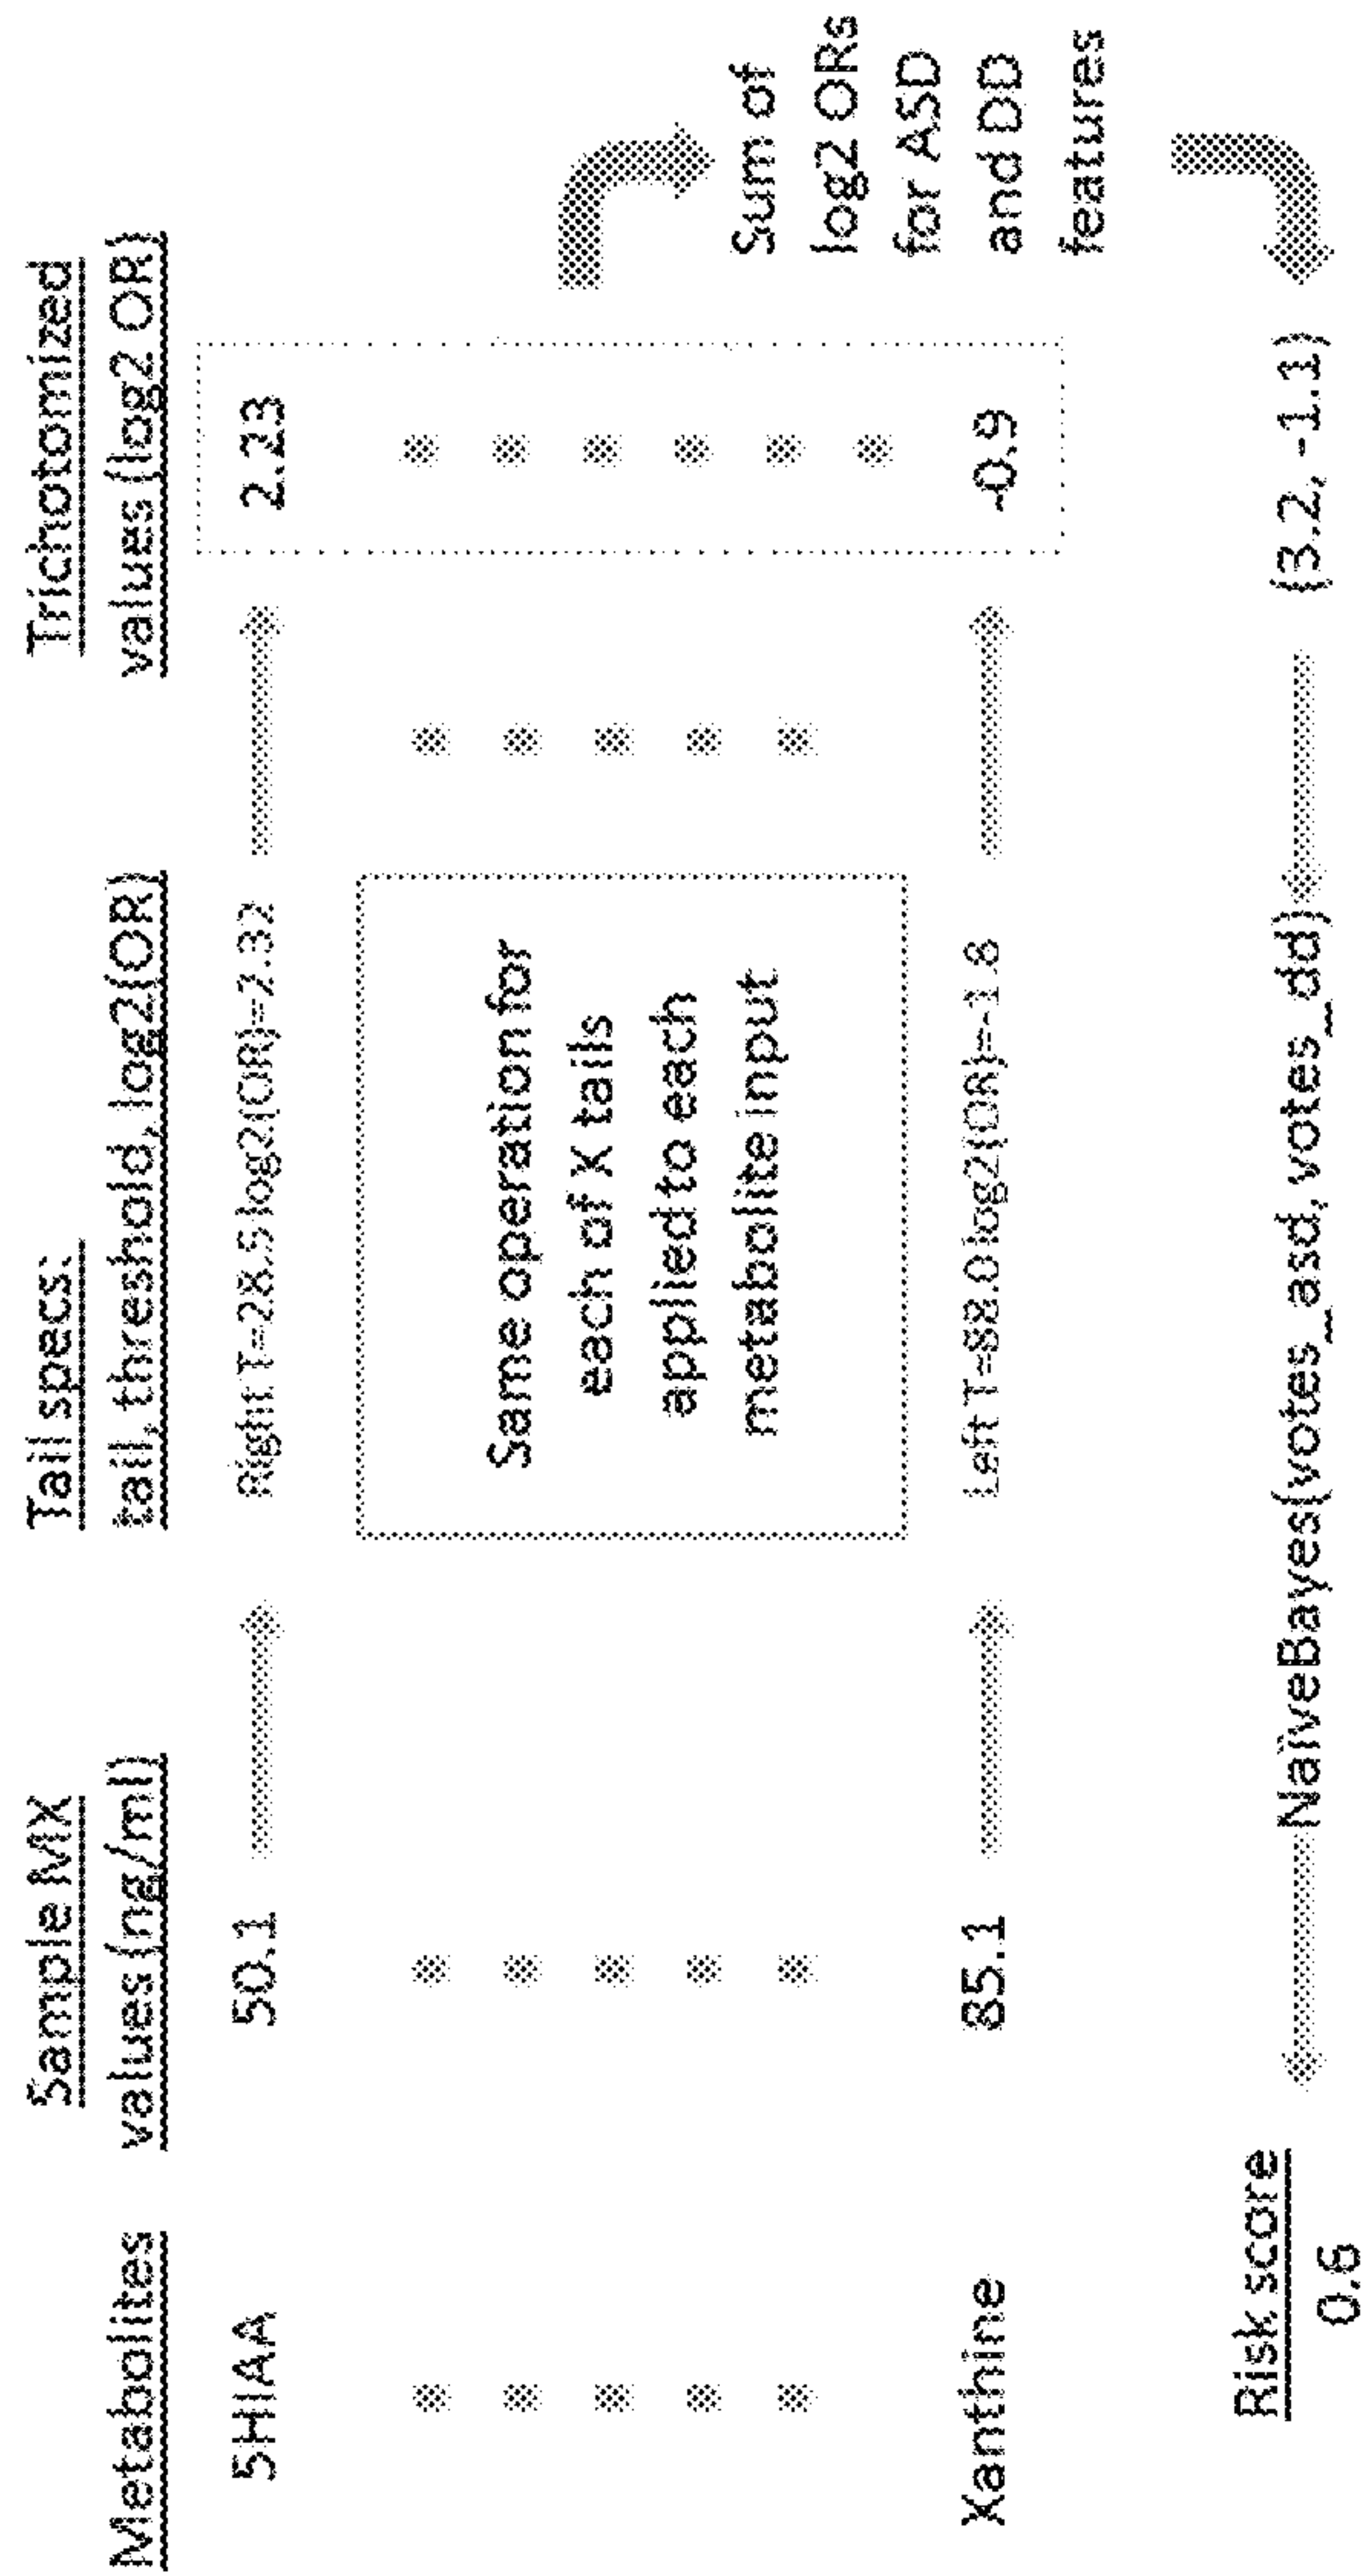 Metabolites
Sample MX
values (ng/ml)
Tail specs:
tail, threshold, log2(OR)
Trichotomized
values (log2 OR)
5HIAA
50.1
Right T=28.5 log2(OR)=2.32
2.23
Same operation for
each of X tails
applied to each
metabolite input
Xanthine
85.1
Left T=88.0 log2(OR)=-1.8
-0.9
Sum of
log2 ORs
for ASD
and DD
features
(3.2, -1.1)
NaïveBayes(votes_asd, votes_dd)
Risk score
0.6